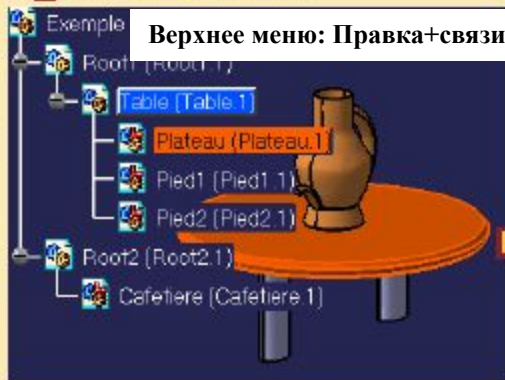 Exemple
Верхнее меню: Правка+связи
Root1 (Root1.1)
Table (Table.1)
Plateau (Plateau.1)
Pied1 (Pied1.1)
Pied2 (Pied2.1)
Root2 (Root2.1)
Cafetiere (Cafetiere.1)